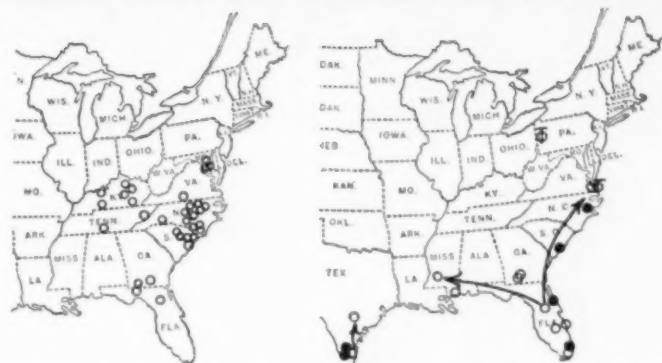 ME.
N.Y.
WIS.
MICH
PA.
IOWA.
ILL.
IND.
OHIO.
DEL.
W.VA.
VA.
MO.
KY.
TENN.
N.C.
ARK.
S.C.
MISS
ALA
GA.
LA
FLA
ME.
DAK.
MINN
N.Y.
WIS.
MICH
DAK.
IOWA.
PA.
NEB
ILL.
IND.
OHIO.
DEL.
W.VA.
VA.
KAN.
MO.
KY.
N.C.
TENN.
OKL.
ARK.
S.C.
MISS
ALA
GA.
TEX.
LA
FLA